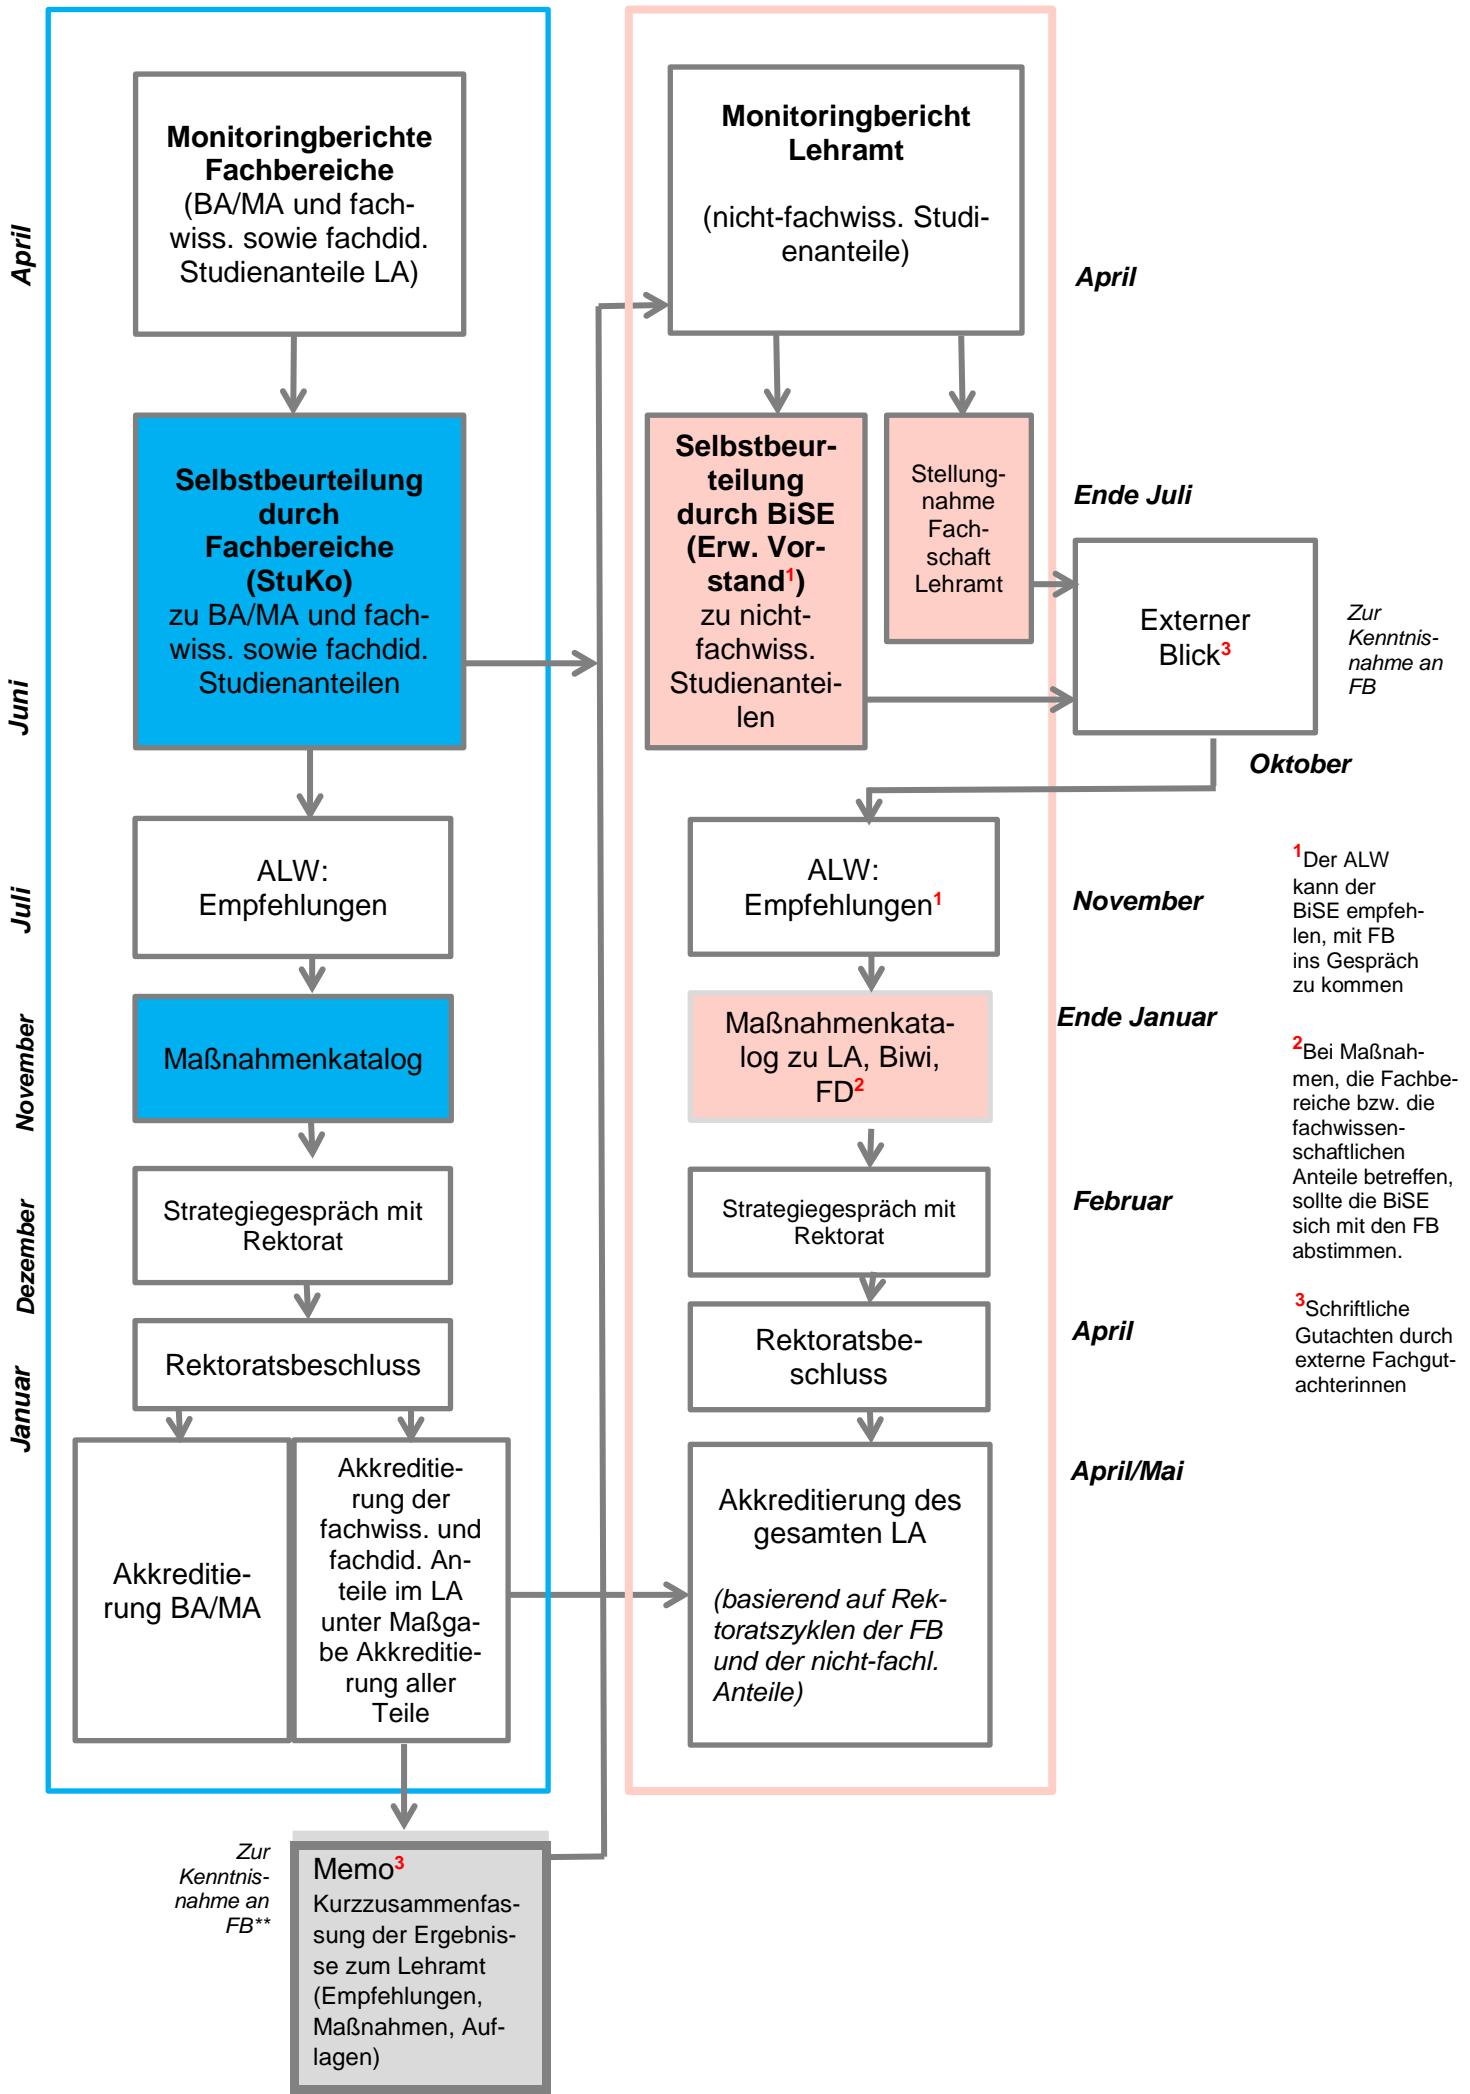 April
Monitoringberichte
Fachbereiche
(BA/MA und fach-
wiss. sowie fachdid.
Studienanteile LA)
Monitoringbericht
Lehramt
(nicht-fachwiss. Studi-
enanteile)
April
Juni
Selbstbeurteilung
durch
Fachbereiche
(StuKo)
zu BA/MA und fach-
wiss. sowie fachdid.
Studienanteilen
Selbstbeur-
teilung
durch BiSE
(Erw. Vor-
stand1)
zu nicht-
fachwiss.
Studienantei-
len
Stellung-
nahme
Fach-
schaft
Lehramt
Ende Juli
Externer
Blick3
Zur
Kenntnis-
nahme an
FB
Oktober
Juli
ALW:
Empfehlungen
ALW:
Empfehlungen1
November
1Der ALW
kann der
BiSE empfeh-
len, mit FB
ins Gespräch
zu kommen
November
Maßnahmenkatalog
Maßnahmenkata-
log zu LA, Biwi,
FD2
Ende Januar
2Bei Maßnah-
men, die Fachbe-
reiche bzw. die
fachwissen-
schaftlichen
Anteile betreffen,
sollte die BiSE
sich mit den FB
abstimmen.
Dezember
Strategiegespräch mit
Rektorat
Strategiegespräch mit
Rektorat
Februar
Januar
Rektoratsbeschluss
Rektoratsbe-
schluss
April
3Schriftliche
Gutachten durch
externe Fachgut-
achterinnen
Akkreditie-
rung BA/MA
Akkreditie-
rung der
fachwiss. und
fachdid. An-
teile im LA
unter Maßga-
be Akkreditie-
rung aller
Teile
Akkreditierung des
gesamten LA
(basierend auf Rek-
toratszyklen der FB
und der nicht-fachl.
Anteile)
April/Mai
Zur
Kenntnis-
nahme an
FB**
Memo3
Kurzzusammenfas-
sung der Ergebnis-
se zum Lehramt
(Empfehlungen,
Maßnahmen, Auf-
lagen)